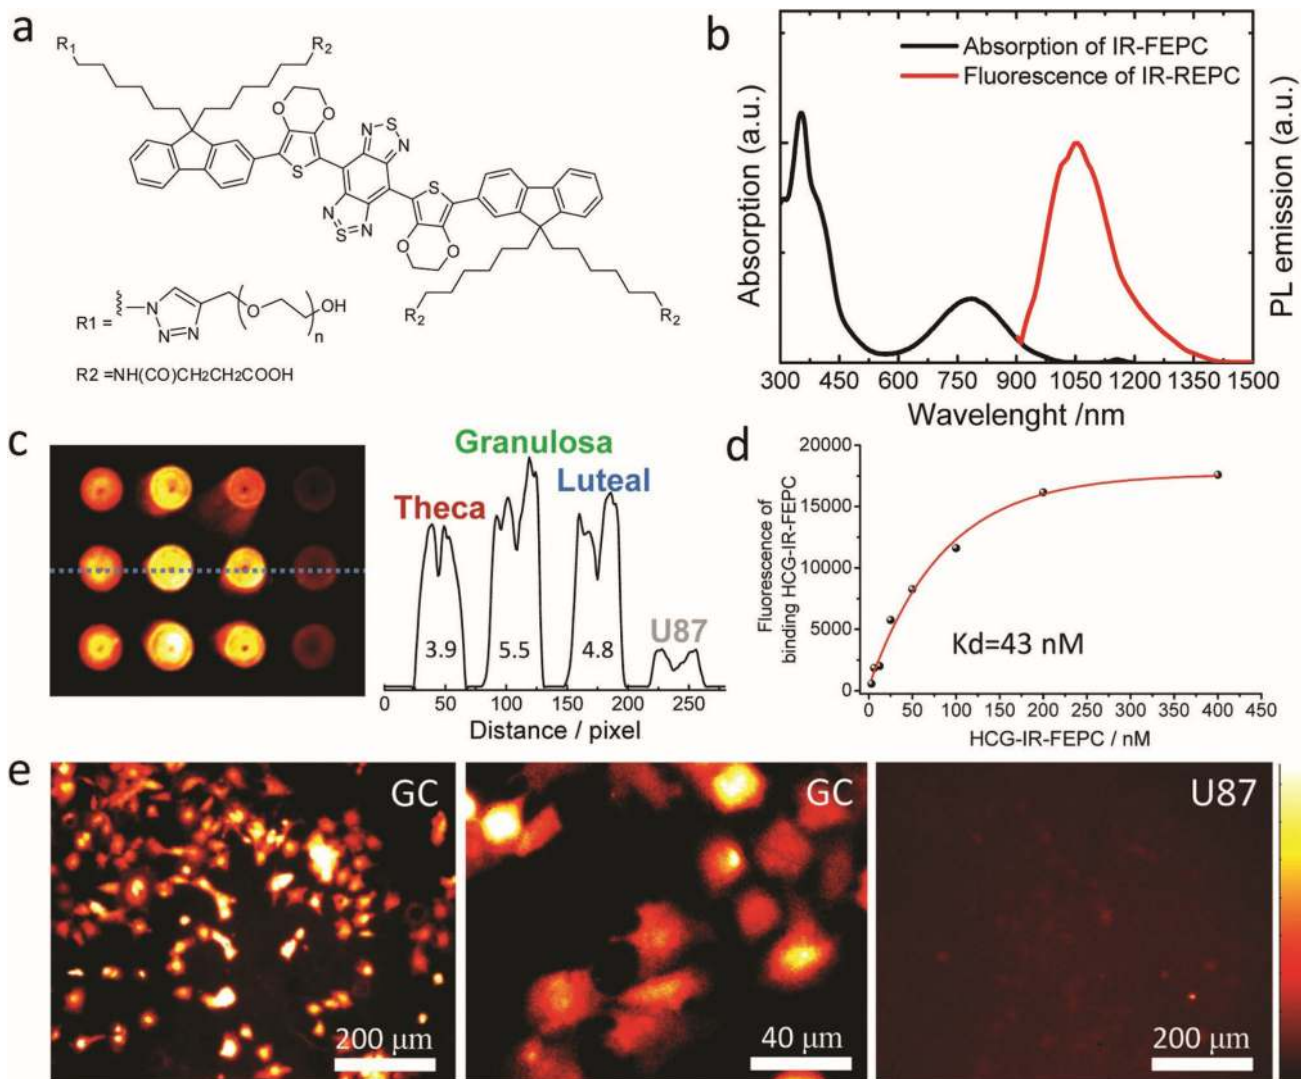 a
R1
R2
O
O
N
S
N
S
S
N
S
N
O
O
R2
R2
R1 =
N
N
N
O
n
OH
R2 =NH(CO)CH2CH2COOH
b
Absorption of IR-FEPC
Fluorescence of IR-REPC
Absorption (a.u.)
PL emission (a.u.)
300 450 600 750 900 1050 1200 1350 1500
Wavelenght /nm
c
Granulosa
Luteal
Theca
U87
3.9
5.5
4.8
0 50 100 150 200 250
Distance / pixel
d
20000
15000
10000
5000
0
Fluorescence of
binding HCG-IR-FEPC
Kd=43 nM
0 50 100 150 200 250 300 350 400 450
HCG-IR-FEPC / nM
e
GC
200 μm
GC
40 μm
U87
200 μm